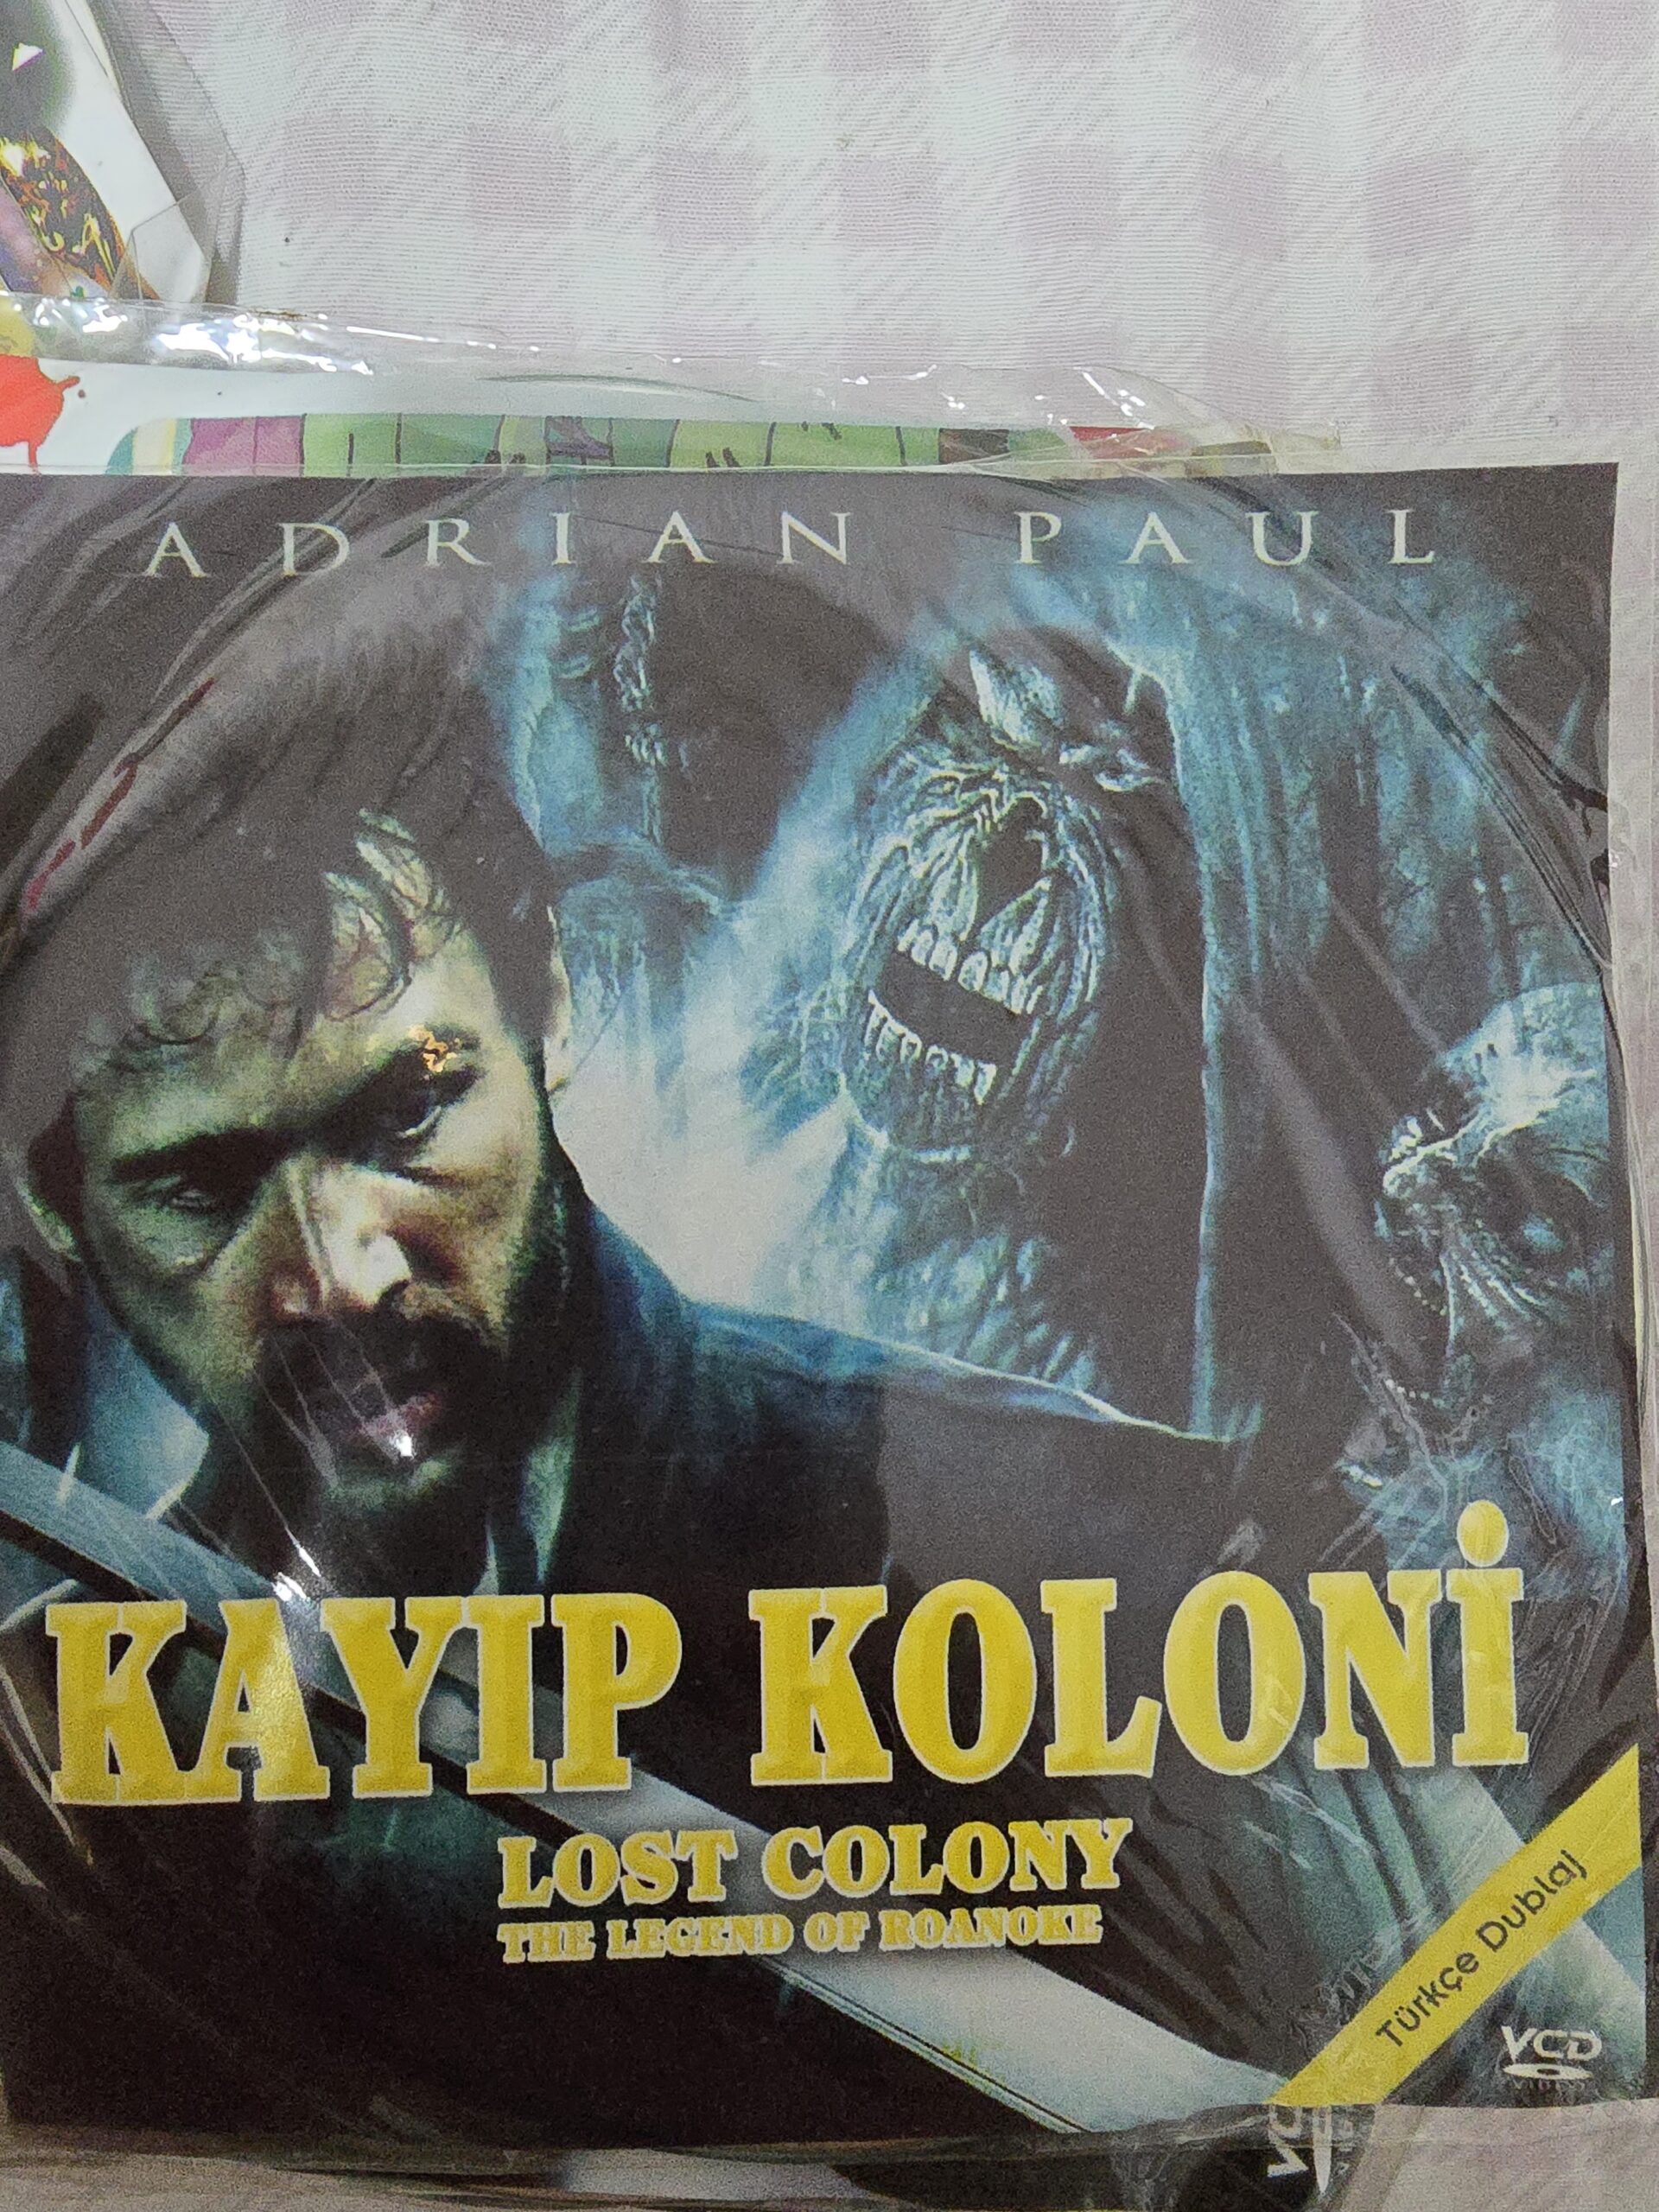 ADRIAN PAUL
KAYIP KOLONİ
LOST COLONY
THE LEGEND OF ROANOKE
Türkçe Dublaj
VCD